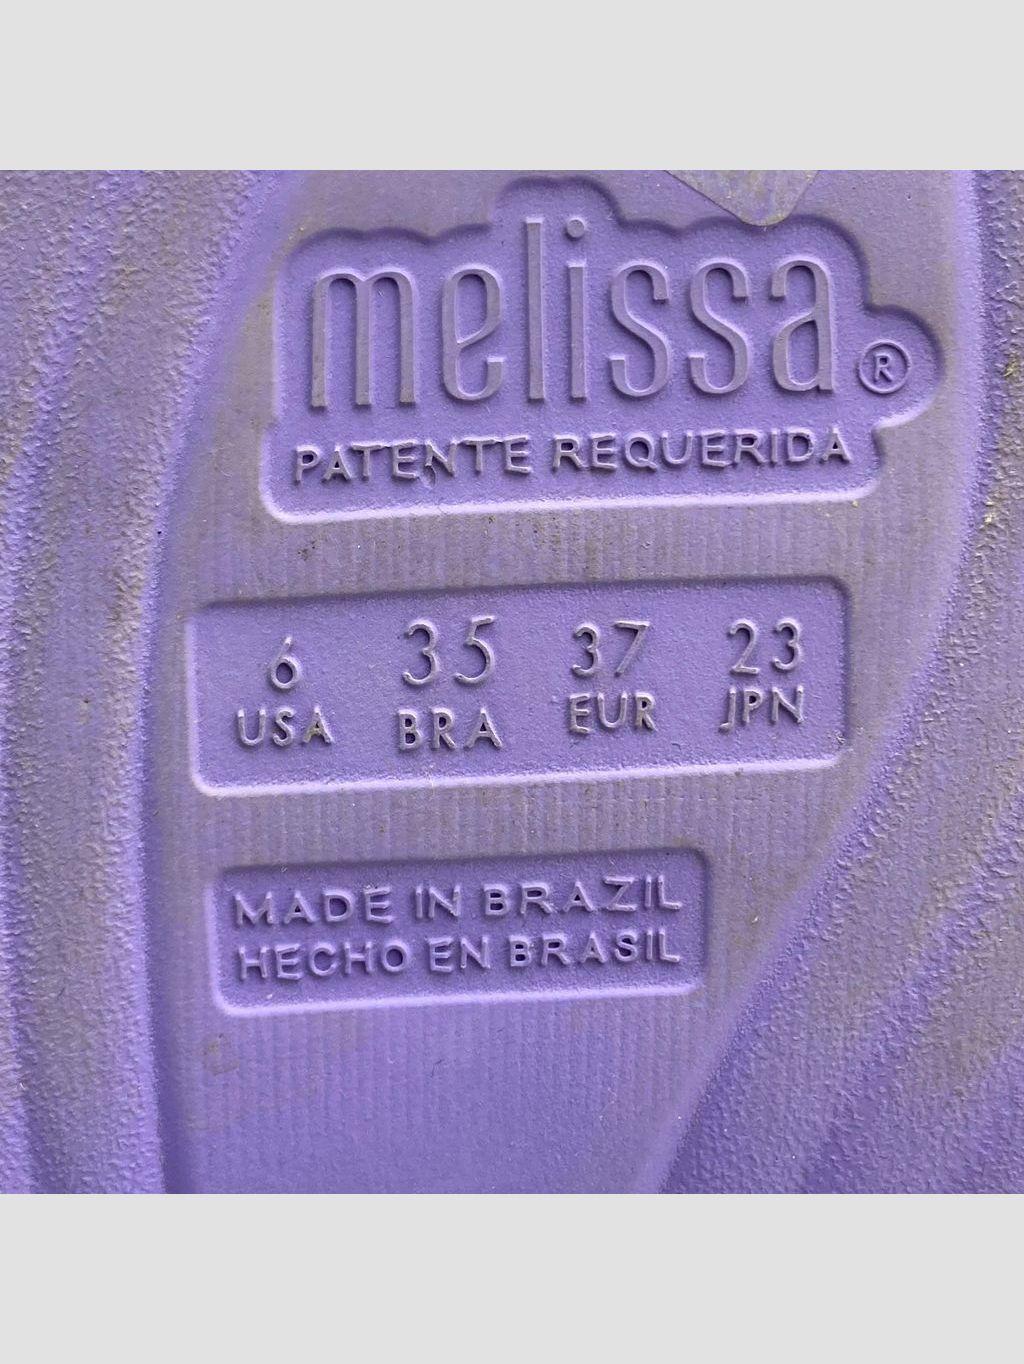 melissa®
PATENTE REQUERIDA
6 35 37 23
USA BRA EUR JPN
MADE IN BRAZIL
HECHO EN BRASIL